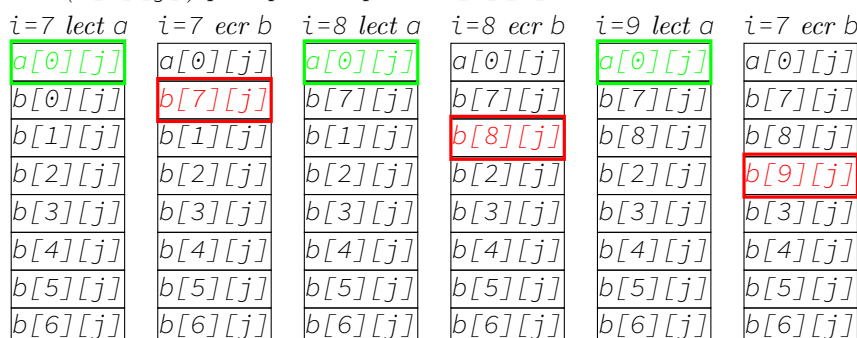 i=7 lect a i=7 ecr b i=8 lect a i=8 ecr b i=9 lect a i=7 ecr b
a[0][j] a[0][j] a[0][j] a[0][j] a[0][j] a[0][j]
b[0][j] b[7][j] b[7][j] b[7][j] b[7][j] b[7][j]
b[1][j] b[1][j] b[1][j] b[8][j] b[8][j] b[8][j]
b[2][j] b[2][j] b[2][j] b[2][j] b[2][j] b[9][j]
b[3][j] b[3][j] b[3][j] b[3][j] b[3][j] b[3][j]
b[4][j] b[4][j] b[4][j] b[4][j] b[4][j] b[4][j]
b[5][j] b[5][j] b[5][j] b[5][j] b[5][j] b[5][j]
b[6][j] b[6][j] b[6][j] b[6][j] b[6][j] b[6][j]